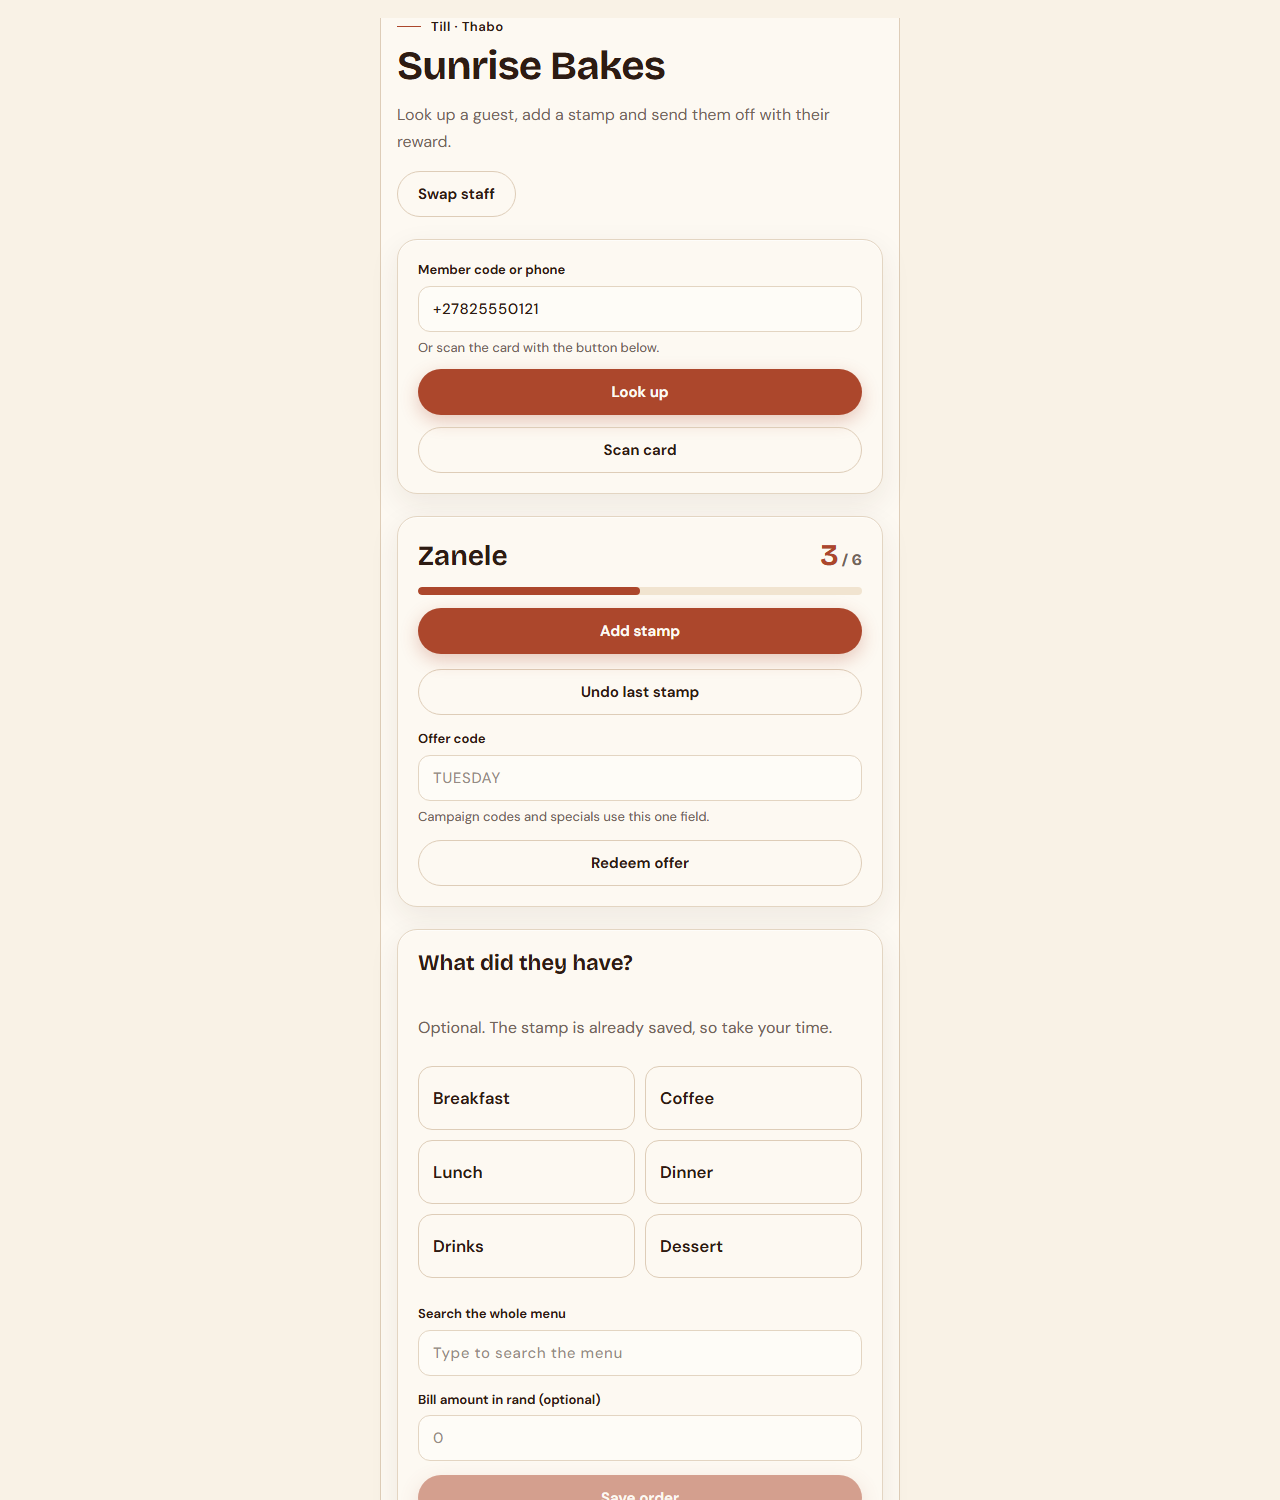 Till · Thabo
Sunrise Bakes
Look up a guest, add a stamp and send them off with their
reward.
Swap staff
Member code or phone
+27825550121
Or scan the card with the button below.
Look up
Scan card
Zanele
3 / 6
Add stamp
Undo last stamp
Offer code
TUESDAY
Campaign codes and specials use this one field.
Redeem offer
What did they have?
Optional. The stamp is already saved, so take your time.
Breakfast
Coffee
Lunch
Dinner
Drinks
Dessert
Search the whole menu
Type to search the menu
Bill amount in rand (optional)
0
Save order